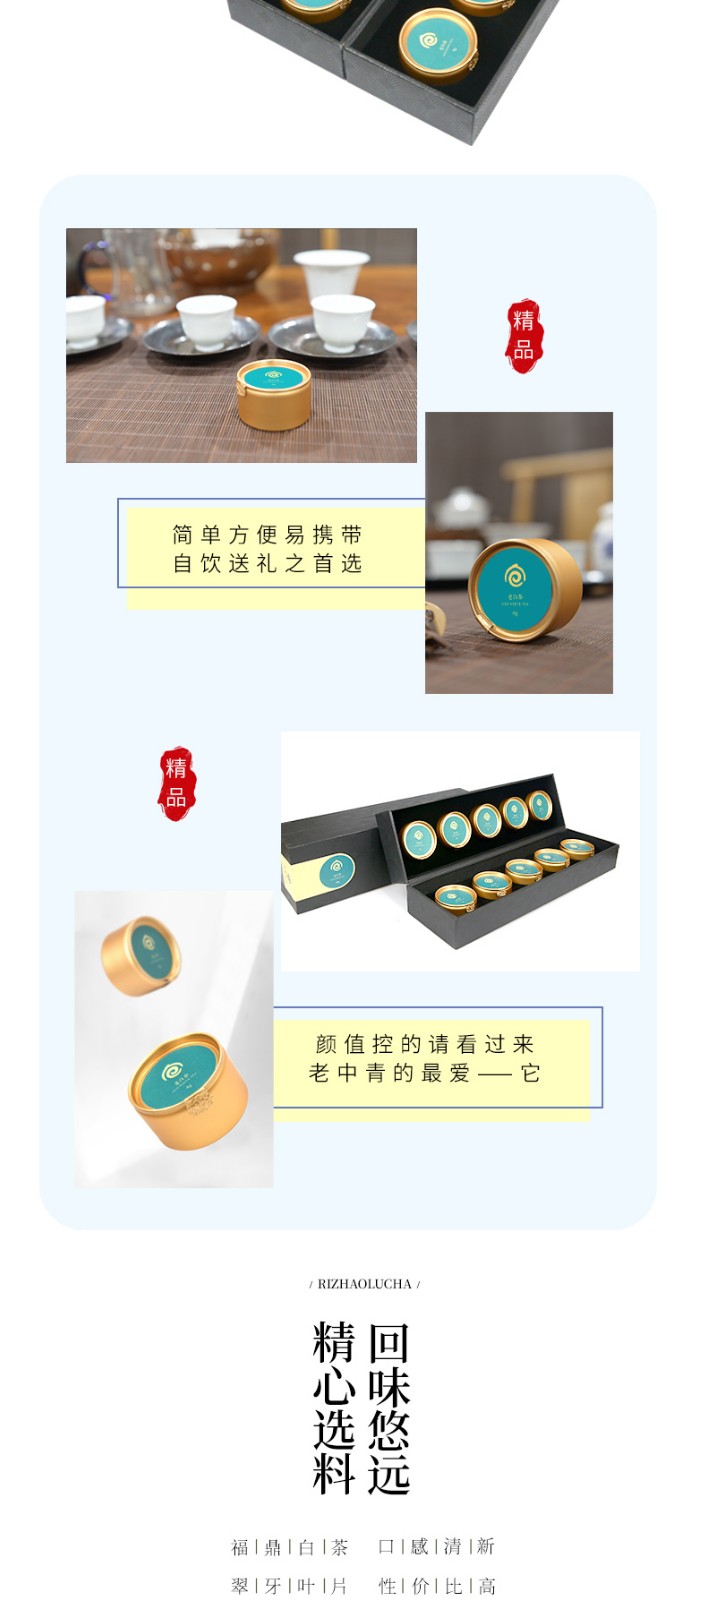 精
品
简单方便易携带
自饮送礼之首选
精
品
颜值控的请看过来
老中青的最爱——它
/ RIZHAOLUCHA /
回味悠远
精心选料
福|鼎|白|茶 口|感|清|新
翠|牙|叶|片 性|价|比|高